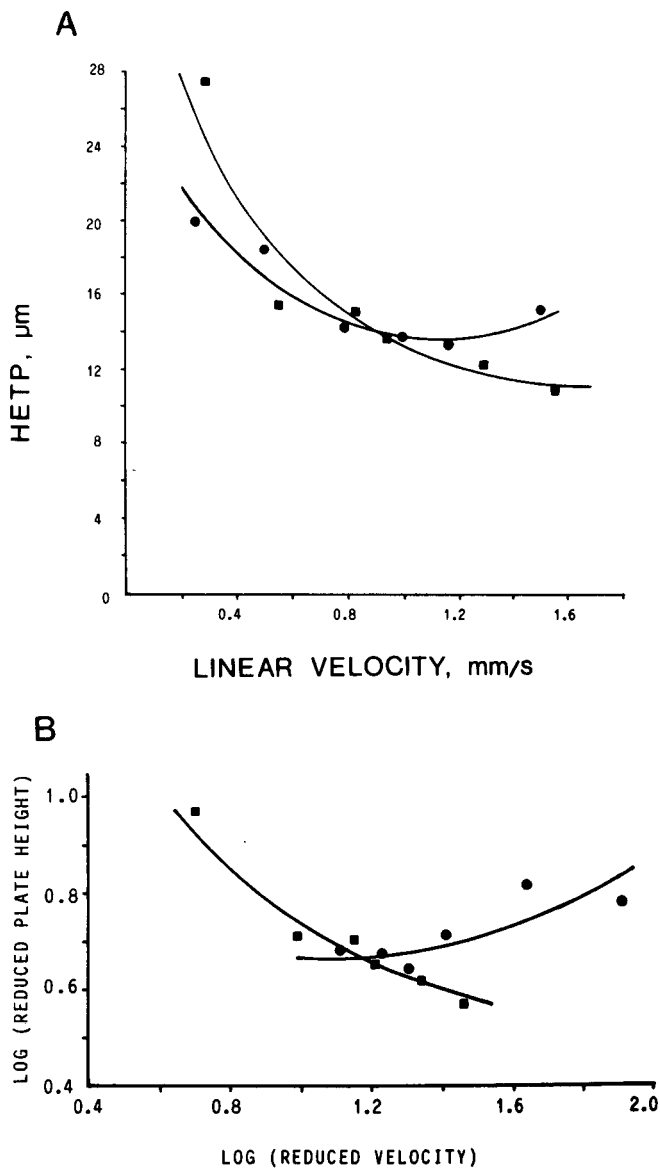 A
28
24
20
16
12
8
4
0
0.4 0.8 1.2 1.6
HETP, µm
LINEAR VELOCITY, mm/s
B
1.0
0.8
0.6
0.4
0.4 0.8 1.2 1.6 2.0
LOG (REDUCED PLATE HEIGHT)
LOG (REDUCED VELOCITY)